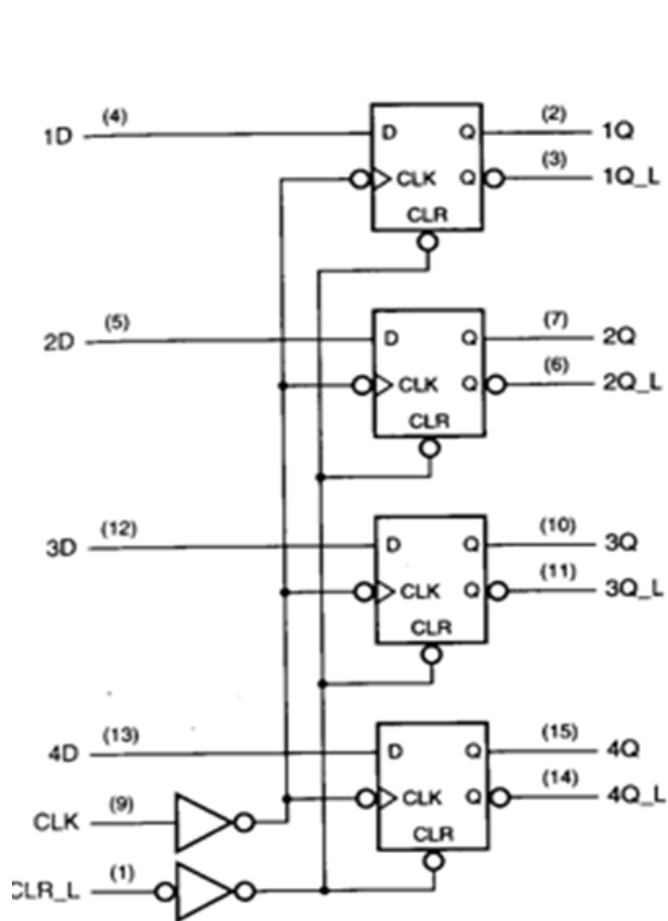 (4) (2)
1D D Q 1Q
(3)
CLK Q 1Q_L
CLR
(5) (7)
2D D Q 2Q
(6)
CLK Q 2Q_L
CLR
(12) (10)
3D D Q 3Q
(11)
CLK Q 3Q_L
CLR
(13) (15)
4D D Q 4Q
(14)
CLK Q 4Q_L
(9)
CLK
CLR
(1)
CLR_L